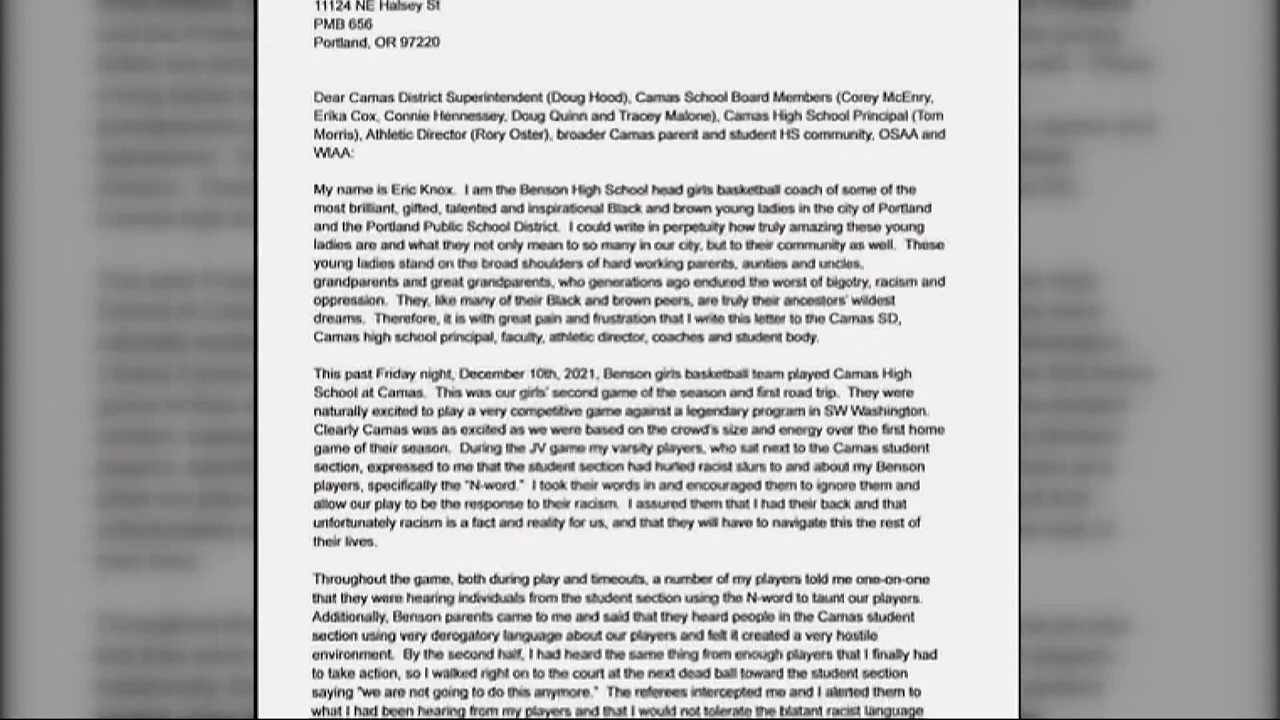 11124 NE Halsey St
PMB 656
Portland, OR 97220
Dear Camas District Superintendent (Doug Hood), Camas School Board Members (Corey McEnry,
Erika Cox, Connie Hennessey, Doug Quinn and Tracey Malone), Camas High School Principal (Tom
Morris), Athletic Director (Rory Oster), broader Camas parent and student HS community, OSAA and
WIAA:
My name is Eric Knox. I am the Benson High School head girls basketball coach of some of the
most brilliant, gifted, talented and inspirational Black and brown young ladies in the city of Portland
and the Portland Public School District. I could write in perpetuity how truly amazing these young
ladies are and what they not only mean to so many in our city, but to their community as well. These
young ladies stand on the broad shoulders of hard working parents, aunties and uncles,
grandparents and great grandparents, who generations ago endured the worst of bigotry, racism and
oppression. They, like many of their Black and brown peers, are truly their ancestors' wildest
dreams. Therefore, it is with great pain and frustration that I write this letter to the Camas SD,
Camas high school principal, faculty, athletic director, coaches and student body.
This past Friday night, December 10th, 2021, Benson girls basketball team played Camas High
School at Camas. This was our girls' second game of the season and first road trip. They were
naturally excited to play a very competitive game against a legendary program in SW Washington.
Clearly Camas was as excited as we were based on the crowd's size and energy over the first home
game of their season. During the JV game my varsity players, who sat next to the Camas student
section, expressed to me that the student section had hurled racist slurs to and about my Benson
players, specifically the "N-word." I took their words in and encouraged them to ignore them and
allow our play to be the response to their racism. I assured them that I had their back and that
unfortunately racism is a fact and reality for us, and that they will have to navigate this the rest of
their lives.
Throughout the game, both during play and timeouts, a number of my players told me one-on-one
that they were hearing individuals from the student section using the N-word to taunt our players.
Additionally, Benson parents came to me and said that they heard people in the Camas student
section using very derogatory language about our players and felt it created a very hostile
environment. By the second half, I had heard the same thing from enough players that I finally had
to take action, so I walked right on to the court at the next dead ball toward the student section
saying "we are not going to do this anymore." The referees intercepted me and I alerted them to
what I had been hearing from my players and that I would not tolerate the blatant racist language